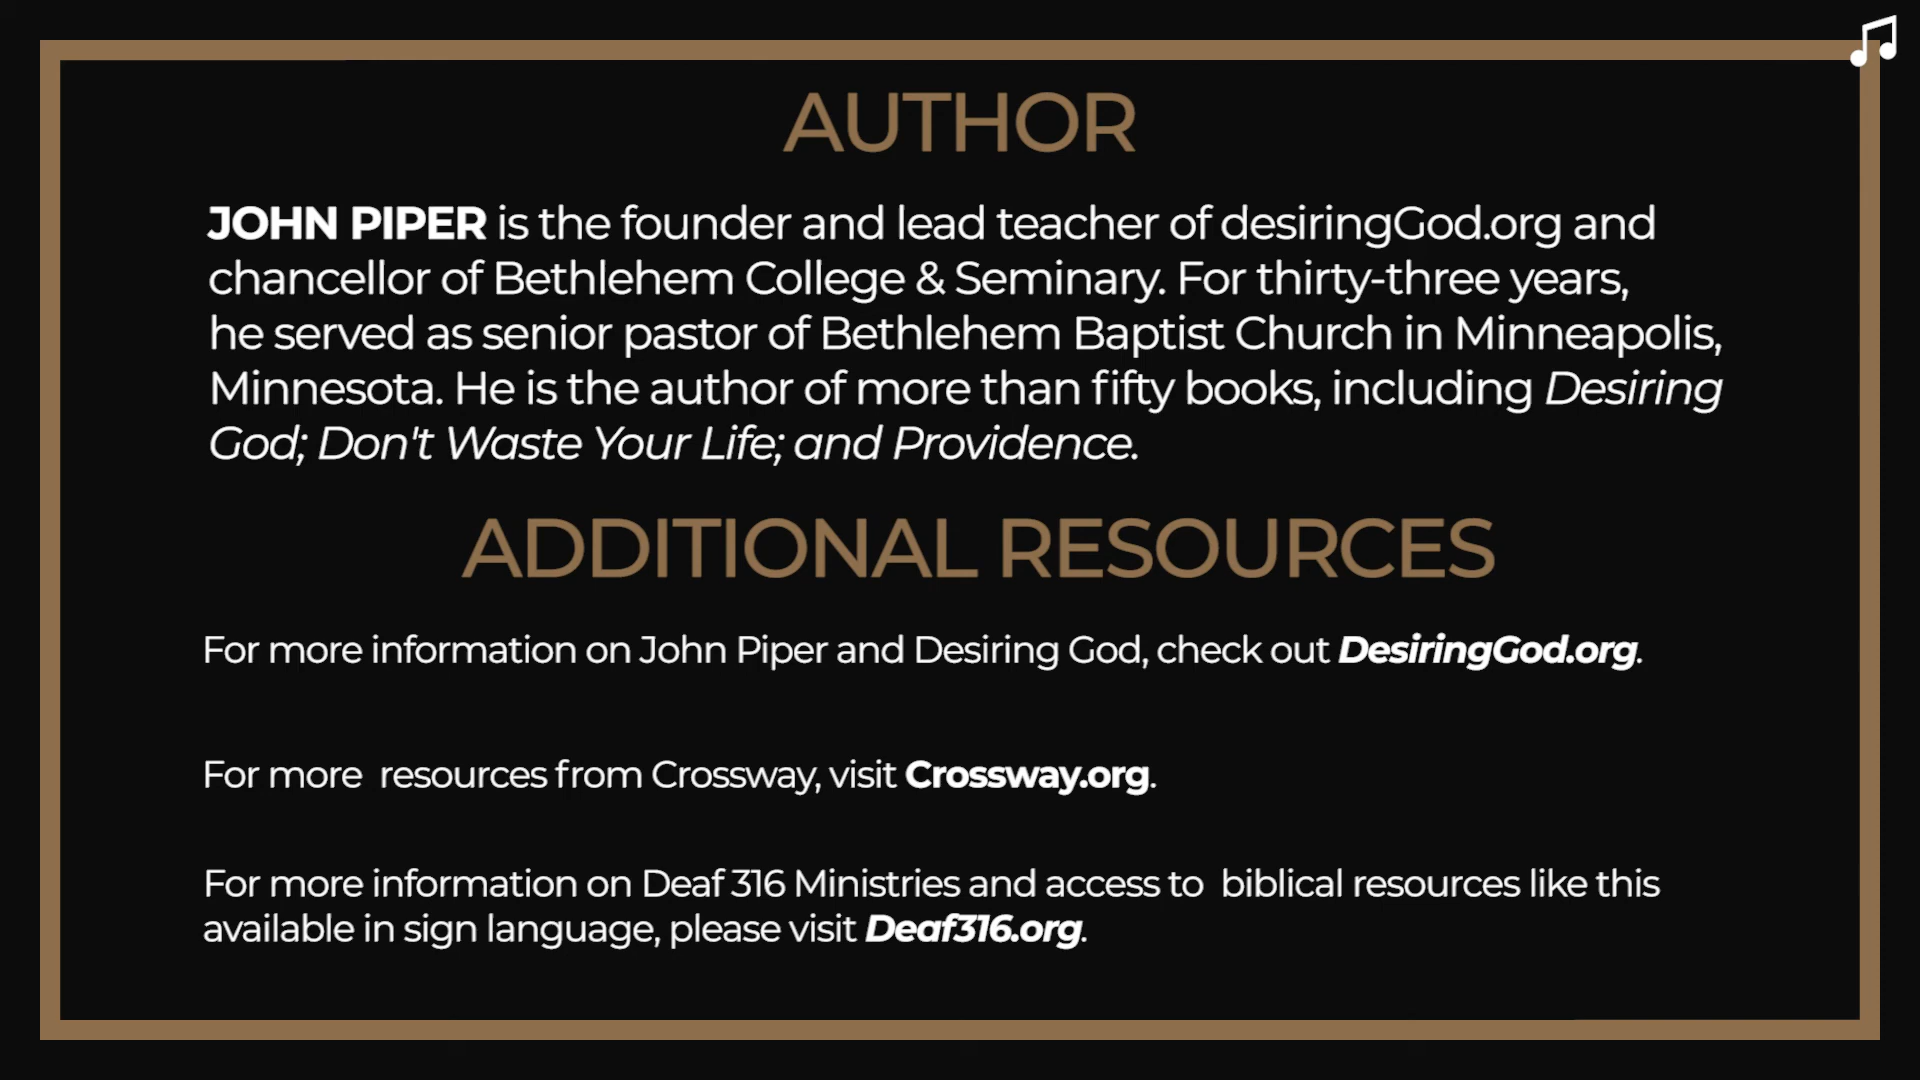 AUTHOR
JOHN PIPER is the founder and lead teacher of desiringGod.org and
chancellor of Bethlehem College & Seminary. For thirty-three years,
he served as senior pastor of Bethlehem Baptist Church in Minneapolis,
Minnesota. He is the author of more than fifty books, including Desiring
God; Don't Waste Your Life; and Providence.
ADDITIONAL RESOURCES
For more information on John Piper and Desiring God, check out DesiringGod.org.
For more  resources from Crossway, visit Crossway.org.
For more information on Deaf 316 Ministries and access to  biblical resources like this
available in sign language, please visit Deaf316.org.